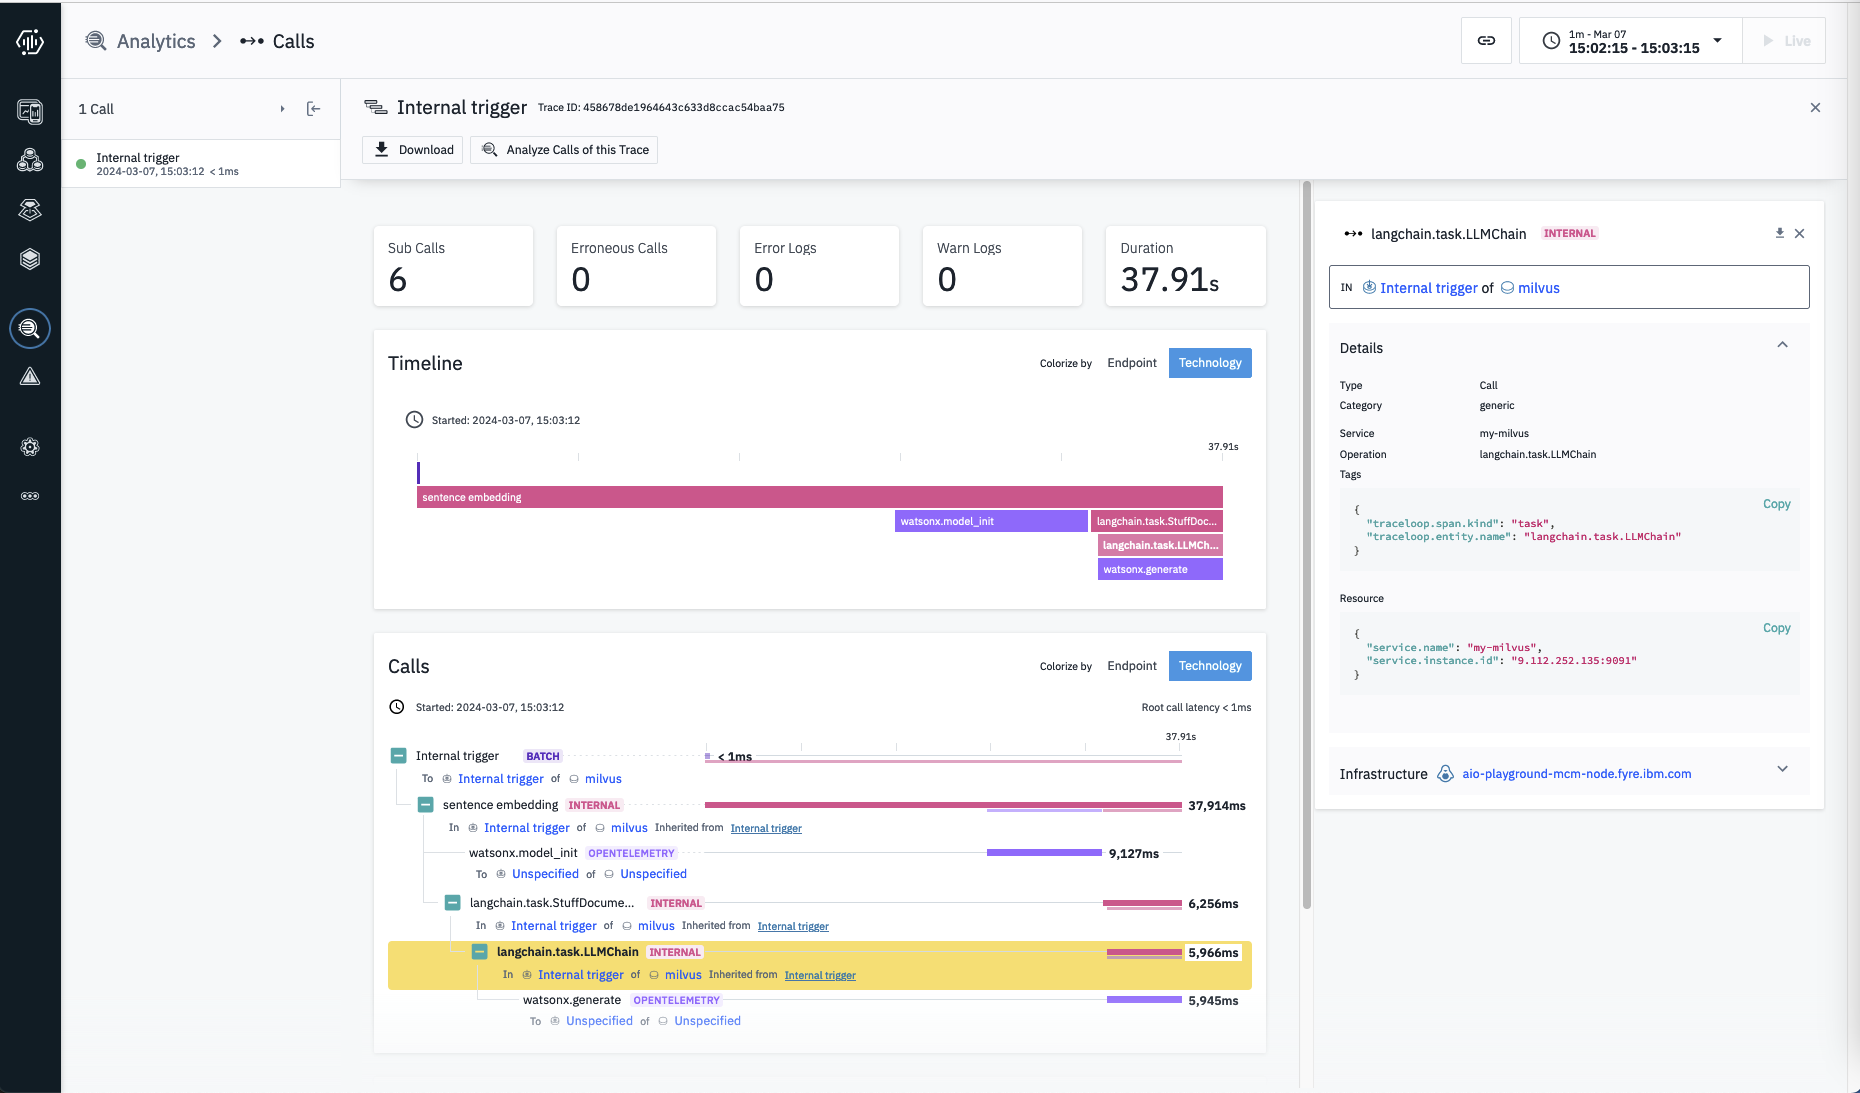 Analytics
Calls
1m - Mar 07
15:02:15 - 15:03:15
Live
1 Call
Internal trigger
2024-03-07, 15:03:12 < 1ms
Internal trigger
Trace ID: 458678de1964643c633d8ccac54baa75
Download
Analyze Calls of this Trace
Sub Calls
6
Erroneous Calls
0
Error Logs
0
Warn Logs
0
Duration
37.91s
Timeline
Colorize by Endpoint Technology
Started: 2024-03-07, 15:03:12
37.91s
sentence embedding
watsonx.model_init
langchain.task.StuffDoc...
langchain.task.LLMCh...
watsonx.generate
Calls
Colorize by Endpoint Technology
Started: 2024-03-07, 15:03:12
Root call latency < 1ms
37.91s
Internal trigger BATCH < 1ms
To Internal trigger of milvus
sentence embedding INTERNAL 37,914ms
In Internal trigger of milvus Inherited from Internal trigger
watsonx.model_init OPENTELEMETRY 9,127ms
To Unspecified of Unspecified
langchain.task.StuffDocume... INTERNAL 6,256ms
In Internal trigger of milvus Inherited from Internal trigger
langchain.task.LLMChain INTERNAL 5,966ms
In Internal trigger of milvus Inherited from Internal trigger
watsonx.generate OPENTELEMETRY 5,945ms
To Unspecified of Unspecified
langchain.task.LLMChain INTERNAL
IN Internal trigger of milvus
Details
Type Call
Category generic
Service my-milvus
Operation langchain.task.LLMChain
Tags
Copy
{
"traceloop.span.kind": "task",
"traceloop.entity.name": "langchain.task.LLMChain"
}
Resource
Copy
{
"service.name": "my-milvus",
"service.instance.id": "9.112.252.135:9091"
}
Infrastructure aio-playground-mcm-node.fyre.ibm.com